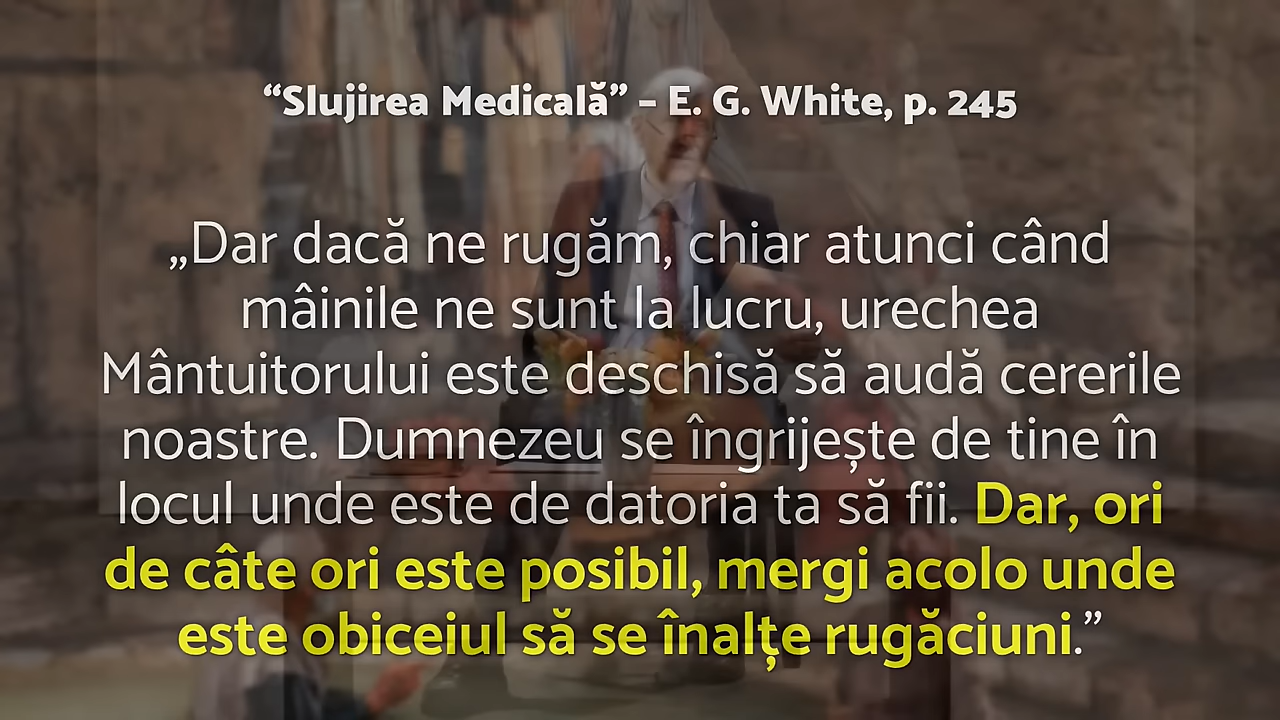 “Slujirea Medicală” – E. G. White, p. 245
„Dar dacă ne rugăm, chiar atunci când
mâinile ne sunt la lucru, urechea
Mântuitorului este deschisă să audă cererile
noastre. Dumnezeu se îngrijește de tine în
locul unde este de datoria ta să fii. Dar, ori
de câte ori este posibil, mergi acolo unde
este obiceiul să se înalțe rugăciuni.”